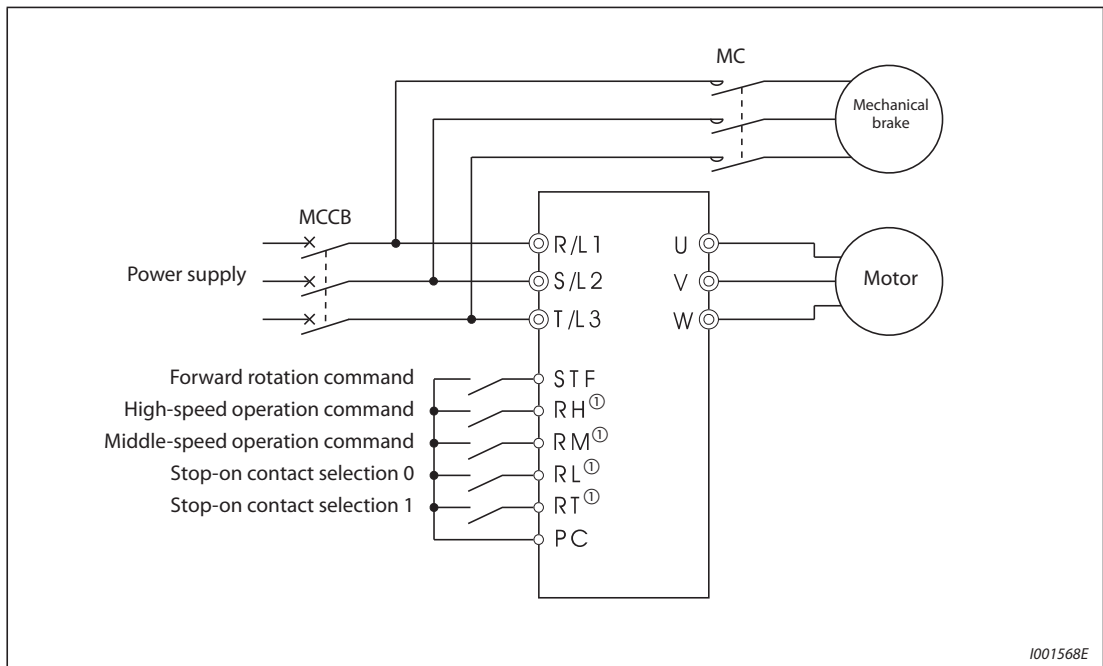 MC
Mechanical
brake
MCCB
Power supply
R/L1
S/L2
T/L3
U
V
W
Motor
Forward rotation command
STF
High-speed operation command
RH①
Middle-speed operation command
RM①
Stop-on contact selection 0
RL①
Stop-on contact selection 1
RT①
PC
I001568E